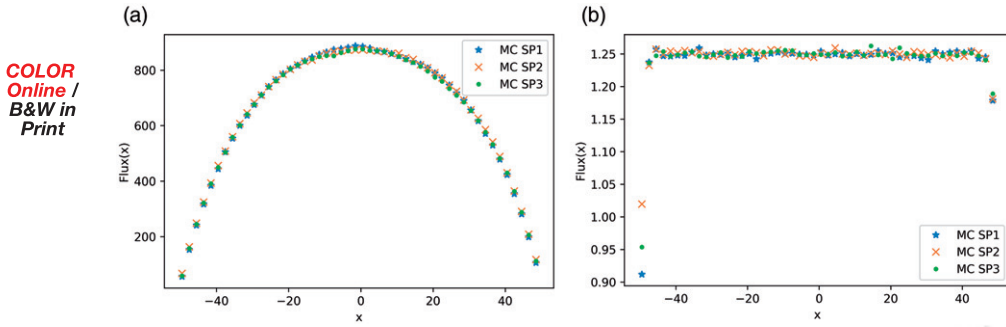 COLOR
Online /
B&W in
Print
(a)
Flux(x)
800
600
400
200
−40
−20
0
20
40
x
MC SP1
MC SP2
MC SP3
(b)
Flux(x)
1.25
1.20
1.15
1.10
1.05
1.00
0.95
0.90
−40
−20
0
20
40
x
MC SP1
MC SP2
MC SP3